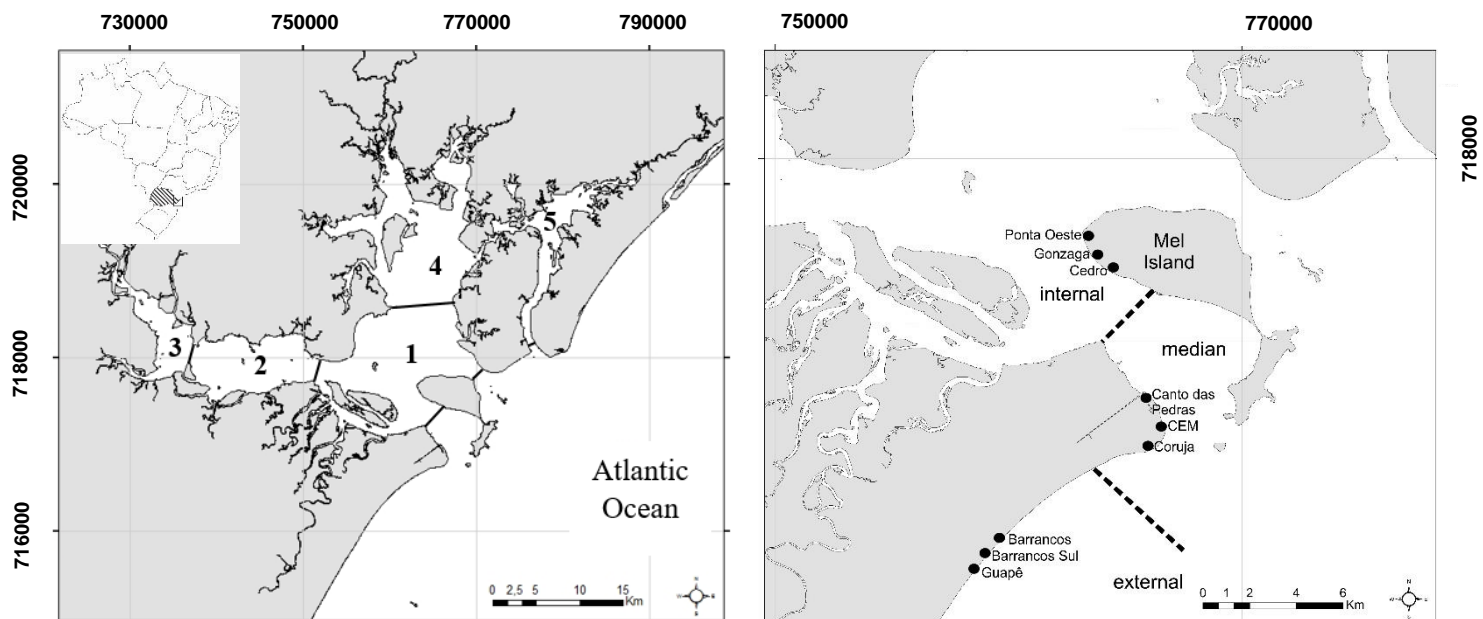 730000 750000 770000 790000
720000
718000
716000
5
4
3
2
1
Atlantic
Ocean
0 2,5 5 10 15
Km
N
W E
S
750000 770000
718000
Ponta Oeste
Gonzaga
Cedro
Mel
Island
internal
median
Canto das
Pedras
CEM
Coruja
Barrancos
Barrancos Sul
Guapê
external
0 1 2 4 6
Km
N
W E
S